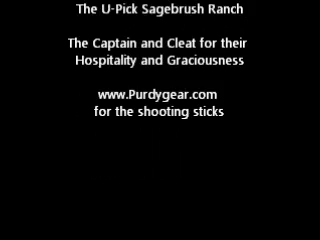 The U-Pick Sagebrush Ranch
The Captain and Cleat for their
Hospitality and Graciousness
www.Purdygear.com
for the shooting sticks